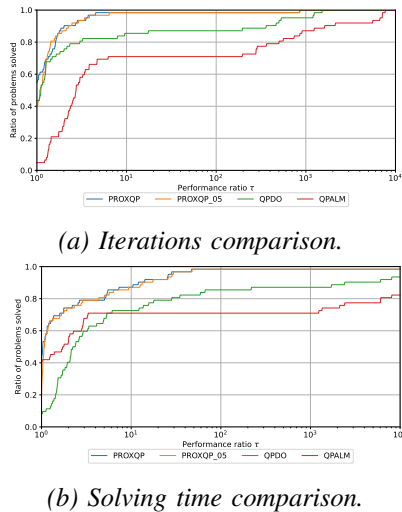 1.0
0.8
0.6
0.4
0.2
0.0
Ratio of problems solved
10^0 10^1 10^2 10^3 10^4
Performance ratio τ
PROXQP PROXQP_05 QPDO QPALM
(a) Iterations comparison.
1.0
0.8
0.6
0.4
0.2
0.0
Ratio of problems solved
10^0 10^1 10^2 10^3 10
Performance ratio τ
PROXQP PROXQP_05 QPDO QPALM
(b) Solving time comparison.